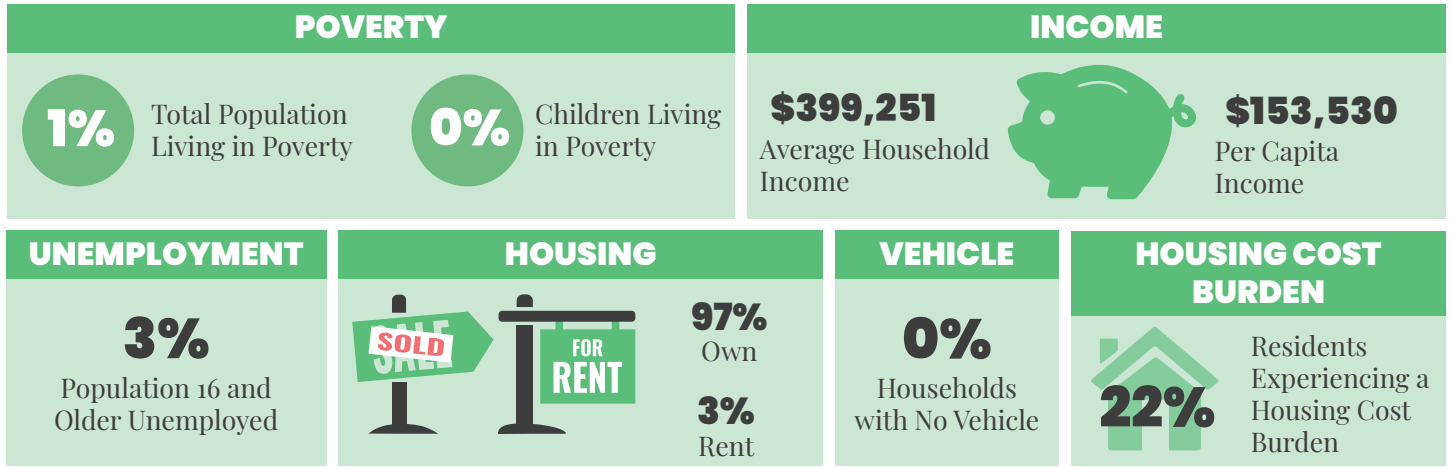 POVERTY
1%
Total Population
Living in Poverty
0%
Children Living
in Poverty
INCOME
$399,251
Average Household
Income
$153,530
Per Capita
Income
UNEMPLOYMENT
3%
Population 16 and
Older Unemployed
HOUSING
SALE
SOLD
FOR
RENT
97%
Own
3%
Rent
VEHICLE
0%
Households
with No Vehicle
HOUSING COST
BURDEN
22%
Residents
Experiencing a
Housing Cost
Burden